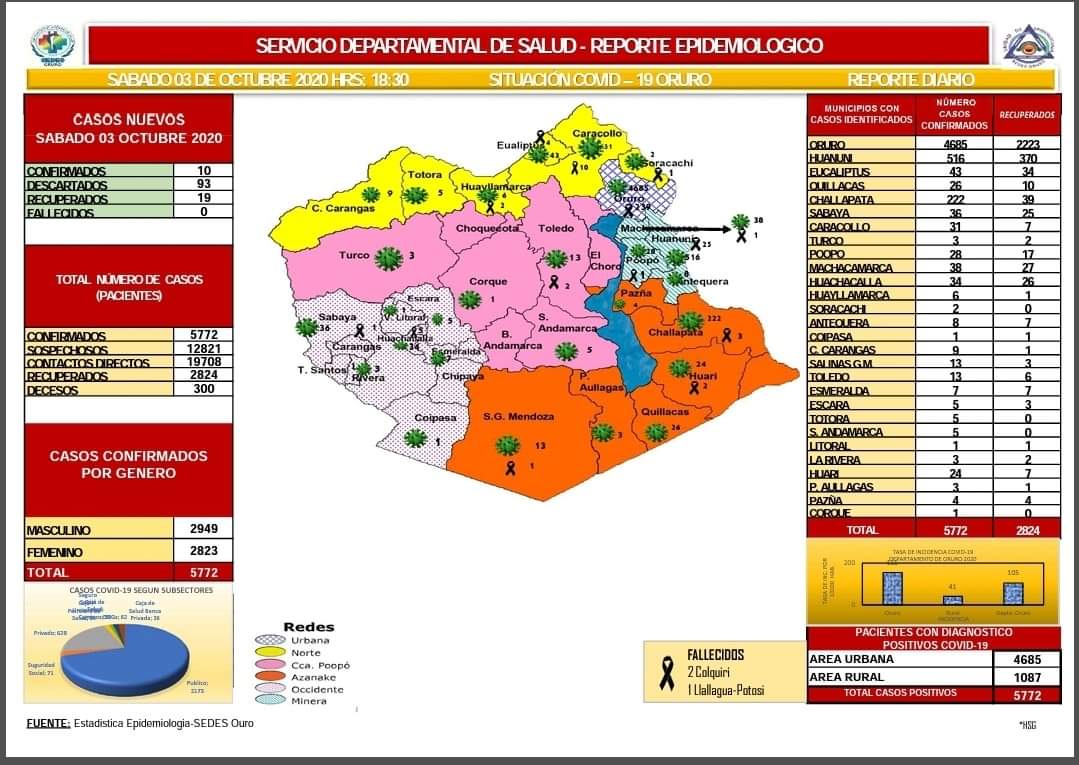 SERVICIO DEPARTAMENTAL DE SALUD - REPORTE EPIDEMIOLOGICO
SABADO 03 DE OCTUBRE 2020 HRS: 18:30 SITUACIÓN COVID – 19 ORURO REPORTE DIARIO
CASOS NUEVOS
SABADO 03 OCTUBRE 2020
CONFIRMADOS 10
DESCARTADOS 93
RECUPERADOS 19
FALLECIDOS 0
TOTAL NÚMERO DE CASOS
(PACIENTES)
CONFIRMADOS 5772
SOSPECHOSOS 12821
CONTACTOS DIRECTOS 19708
RECUPERADOS 2824
DECESOS 300
CASOS CONFIRMADOS
POR GENERO
MASCULINO 2949
FEMENINO 2823
TOTAL 5772
CASOS COVID-19 SEGUN SUBSECTORES
Caja de
Salud Banca
Privada; 38
Privado; 628
Suguridad
Social; 71
Publico;
FUENTE: Estadistica Epidemiologia-SEDES Ouro
Caracollo
31
Eualiptus 4
43
2
Soracachi
1
10
Totora
5
Huayllamarca
6
2
9
C. Carangas
4685
Oruro
239
Choquecota
Toledo
13
2
Machacamarca
38
1
Huanuni
25
516
Poopó
28
1
8
Antequera
Turco
3
El
Choro
Corque
1
Pazña
4
Escara
Sabaya
36
1
V. Litoral
1
5
Carangas
Huachacalla
34
5
S.
Andamarca
5
B.
Andamarca
Challapata
222
3
Esmeralda
7
T. Santos
1
3
Rivera
Chipaya
24
Huari
2
P.
Aullagas
3
Coipasa
1
S.G. Mendoza
13
1
Quillacas
26
Redes
Urbana
Norte
Cca. Poopó
Azanake
Occidente
Minera
FALLECIDOS
2 Colquiri
1 Llallagua-Potosi
MUNICIPIOS CON CASOS IDENTIFICADOS NÚMERO CASOS CONFIRMADOS RECUPERADOS
ORURO 4685 2223
HUANUNI 516 370
EUCALIPTUS 43 34
QUILLACAS 26 10
CHALLAPATA 222 39
SABAYA 36 25
CARACOLLO 31 7
TURCO 3 2
POOPO 28 17
MACHACAMARCA 38 27
HUACHACALLA 34 26
HUAYLLAMARCA 6 1
SORACACHI 2 0
ANTEQUERA 8 7
COIPASA 1 1
C. CARANGAS 9 1
SALINAS G.M. 13 3
TOLEDO 13 6
ESMERALDA 7 7
ESCARA 5 3
TOTORA 5 0
S. ANDAMARCA 5 0
LITORAL 1 1
LA RIVERA 3 2
HUARI 24 7
P. AULLAGAS 3 1
PAZÑA 4 4
CORQUE 1 0
TOTAL 5772 2824
TASA DE INCIDENCIA COVID-19
DEPARTAMENTO DE ORURO 2020
200
0
41
105
Oruro Rural
INCIDENCIA
PACIENTES CON DIAGNOSTICO
POSITIVOS COVID-19
AREA URBANA 4685
AREA RURAL 1087
TOTAL CASOS POSITIVOS 5772
*HSG